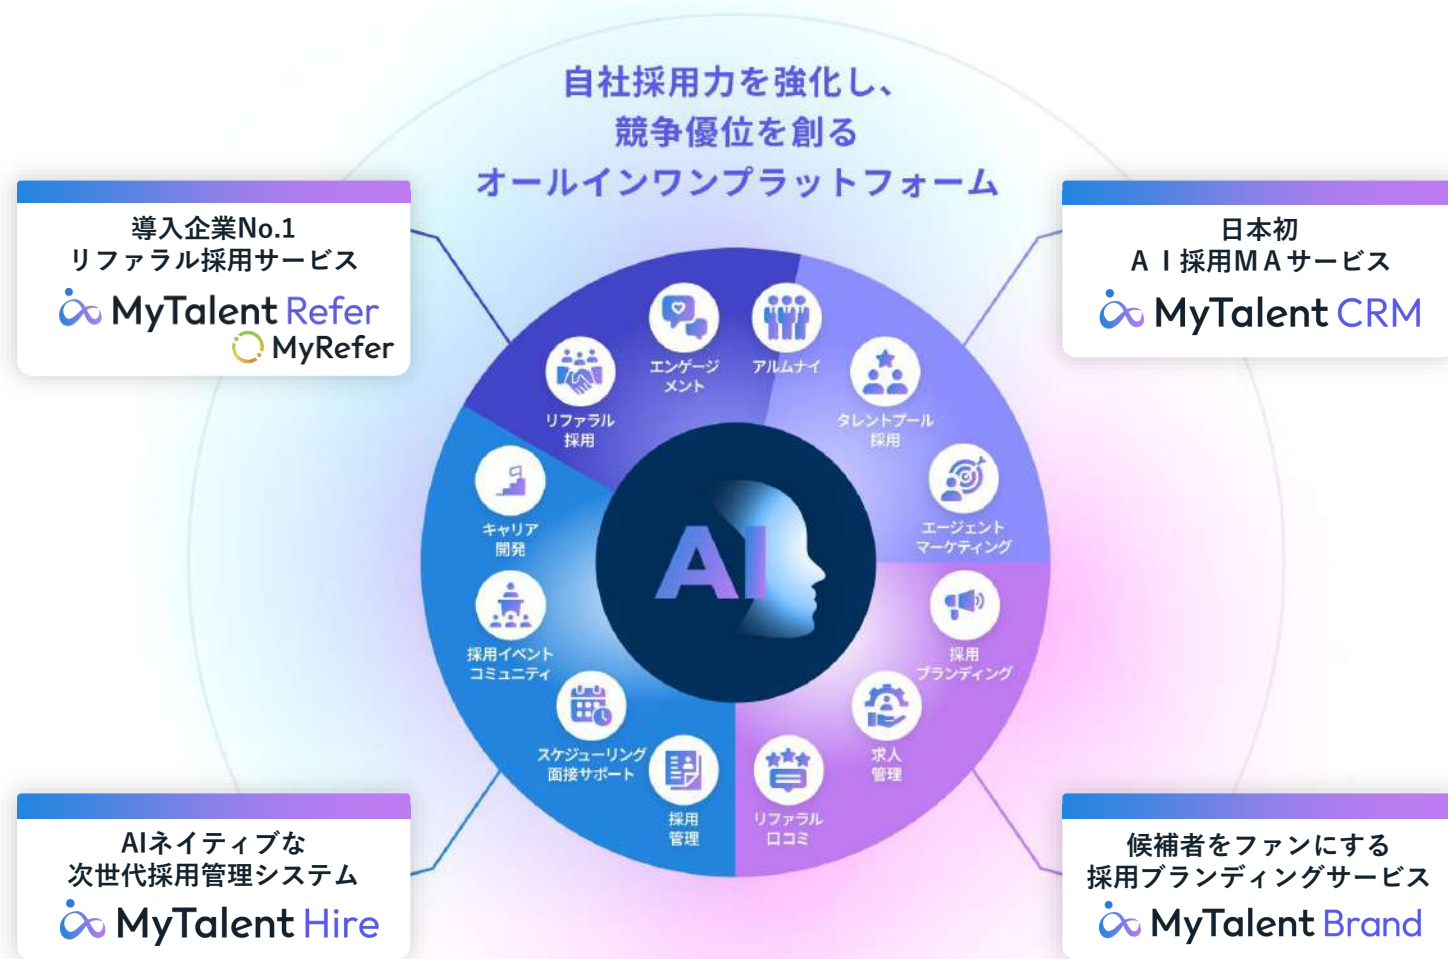 自社採用力を強化し、
競争優位を創る
オールインワンプラットフォーム
導入企業No.1
リファラル採用サービス
MyTalent Refer
MyRefer
日本初
ＡＩ採用ＭＡサービス
MyTalent CRM
エンゲージ
メント
アルムナイ
リファラル
採用
タレントプール
採用
キャリア
開発
エージェント
マーケティング
AI
採用イベント
コミュニティ
採用
ブランディング
スケジューリング
面接サポート
求人
管理
採用
管理
リファラル
口コミ
AIネイティブな
次世代採用管理システム
MyTalent Hire
候補者をファンにする
採用ブランディングサービス
MyTalent Brand